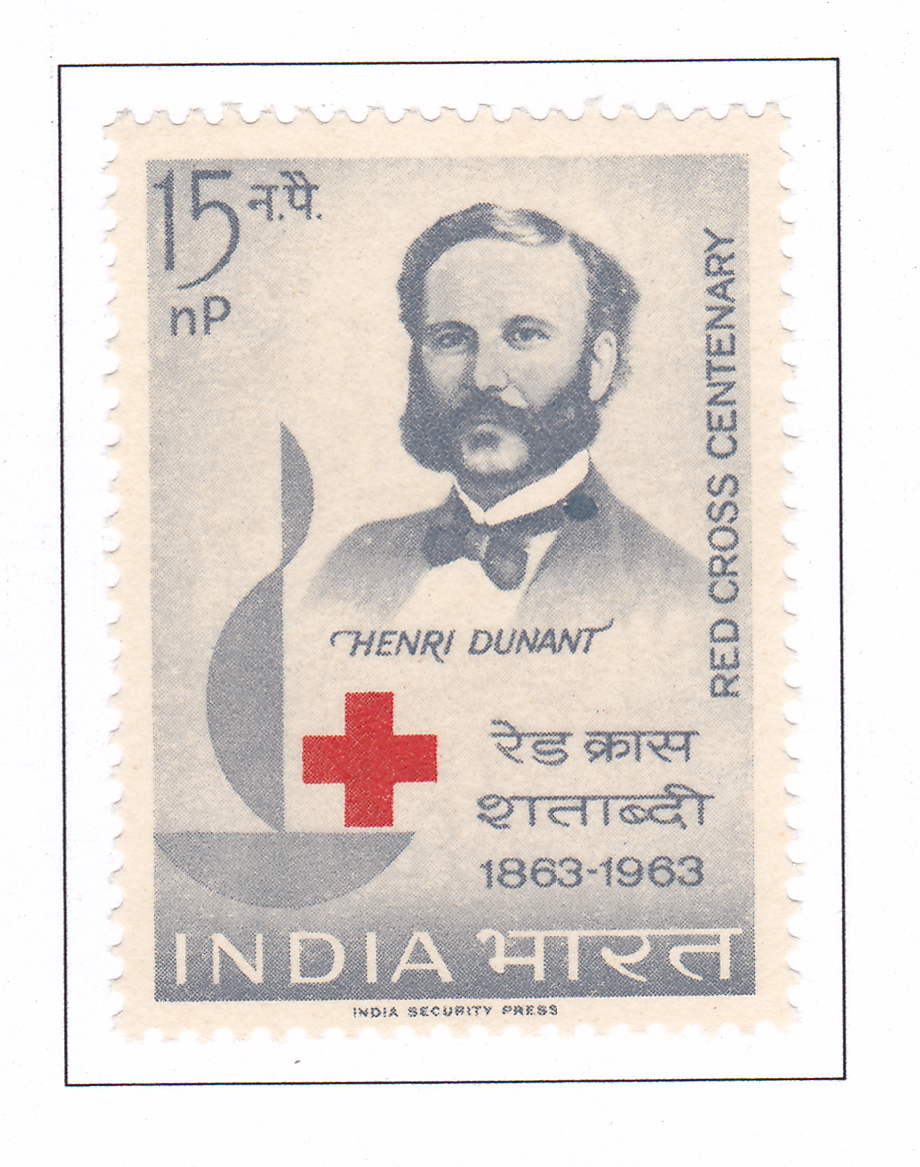 15 न.पै.
nP
RED CROSS CENTENARY
HENRI DUNANT
रेड क्रास
शताब्दी
1863-1963
INDIA भारत
INDIA SECURITY PRESS